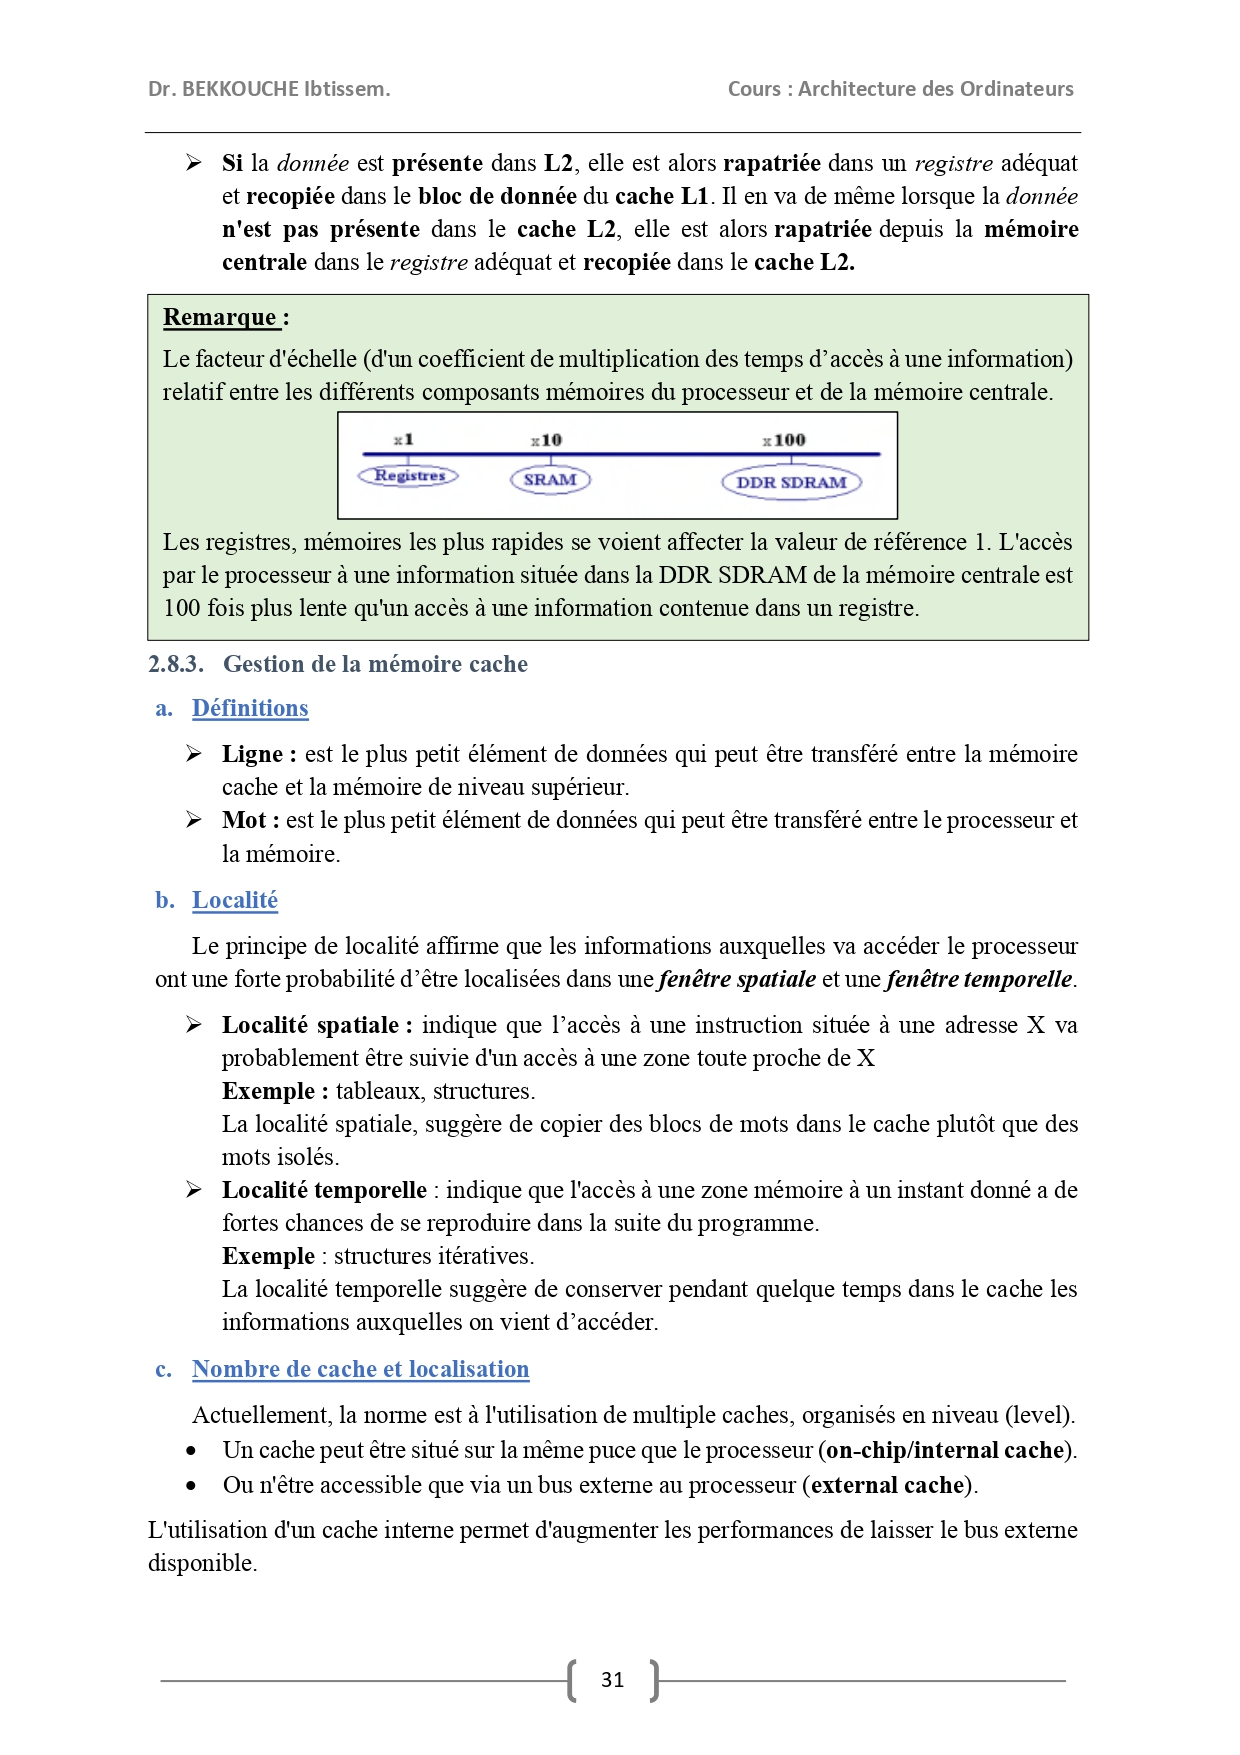 Dr. BEKKOUCHE Ibtissem. Cours : Architecture des Ordinateurs
➢ Si la donnée est présente dans L2, elle est alors rapatriée dans un registre adéquat
et recopiée dans le bloc de donnée du cache L1. Il en va de même lorsque la donnée
n'est pas présente dans le cache L2, elle est alors rapatriée depuis la mémoire
centrale dans le registre adéquat et recopiée dans le cache L2.
Remarque :
Le facteur d'échelle (d'un coefficient de multiplication des temps d’accès à une information)
relatif entre les différents composants mémoires du processeur et de la mémoire centrale.
x1 x10 x100
Registres SRAM DDR SDRAM
Les registres, mémoires les plus rapides se voient affecter la valeur de référence 1. L'accès
par le processeur à une information située dans la DDR SDRAM de la mémoire centrale est
100 fois plus lente qu'un accès à une information contenue dans un registre.
2.8.3. Gestion de la mémoire cache
a. Définitions
➢ Ligne : est le plus petit élément de données qui peut être transféré entre la mémoire
cache et la mémoire de niveau supérieur.
➢ Mot : est le plus petit élément de données qui peut être transféré entre le processeur et
la mémoire.
b. Localité
Le principe de localité affirme que les informations auxquelles va accéder le processeur
ont une forte probabilité d’être localisées dans une fenêtre spatiale et une fenêtre temporelle.
➢ Localité spatiale : indique que l’accès à une instruction située à une adresse X va
probablement être suivie d'un accès à une zone toute proche de X
Exemple : tableaux, structures.
La localité spatiale, suggère de copier des blocs de mots dans le cache plutôt que des
mots isolés.
➢ Localité temporelle : indique que l'accès à une zone mémoire à un instant donné a de
fortes chances de se reproduire dans la suite du programme.
Exemple : structures itératives.
La localité temporelle suggère de conserver pendant quelque temps dans le cache les
informations auxquelles on vient d’accéder.
c. Nombre de cache et localisation
Actuellement, la norme est à l'utilisation de multiple caches, organisés en niveau (level).
• Un cache peut être situé sur la même puce que le processeur (on-chip/internal cache).
• Ou n'être accessible que via un bus externe au processeur (external cache).
L'utilisation d'un cache interne permet d'augmenter les performances de laisser le bus externe
disponible.
31